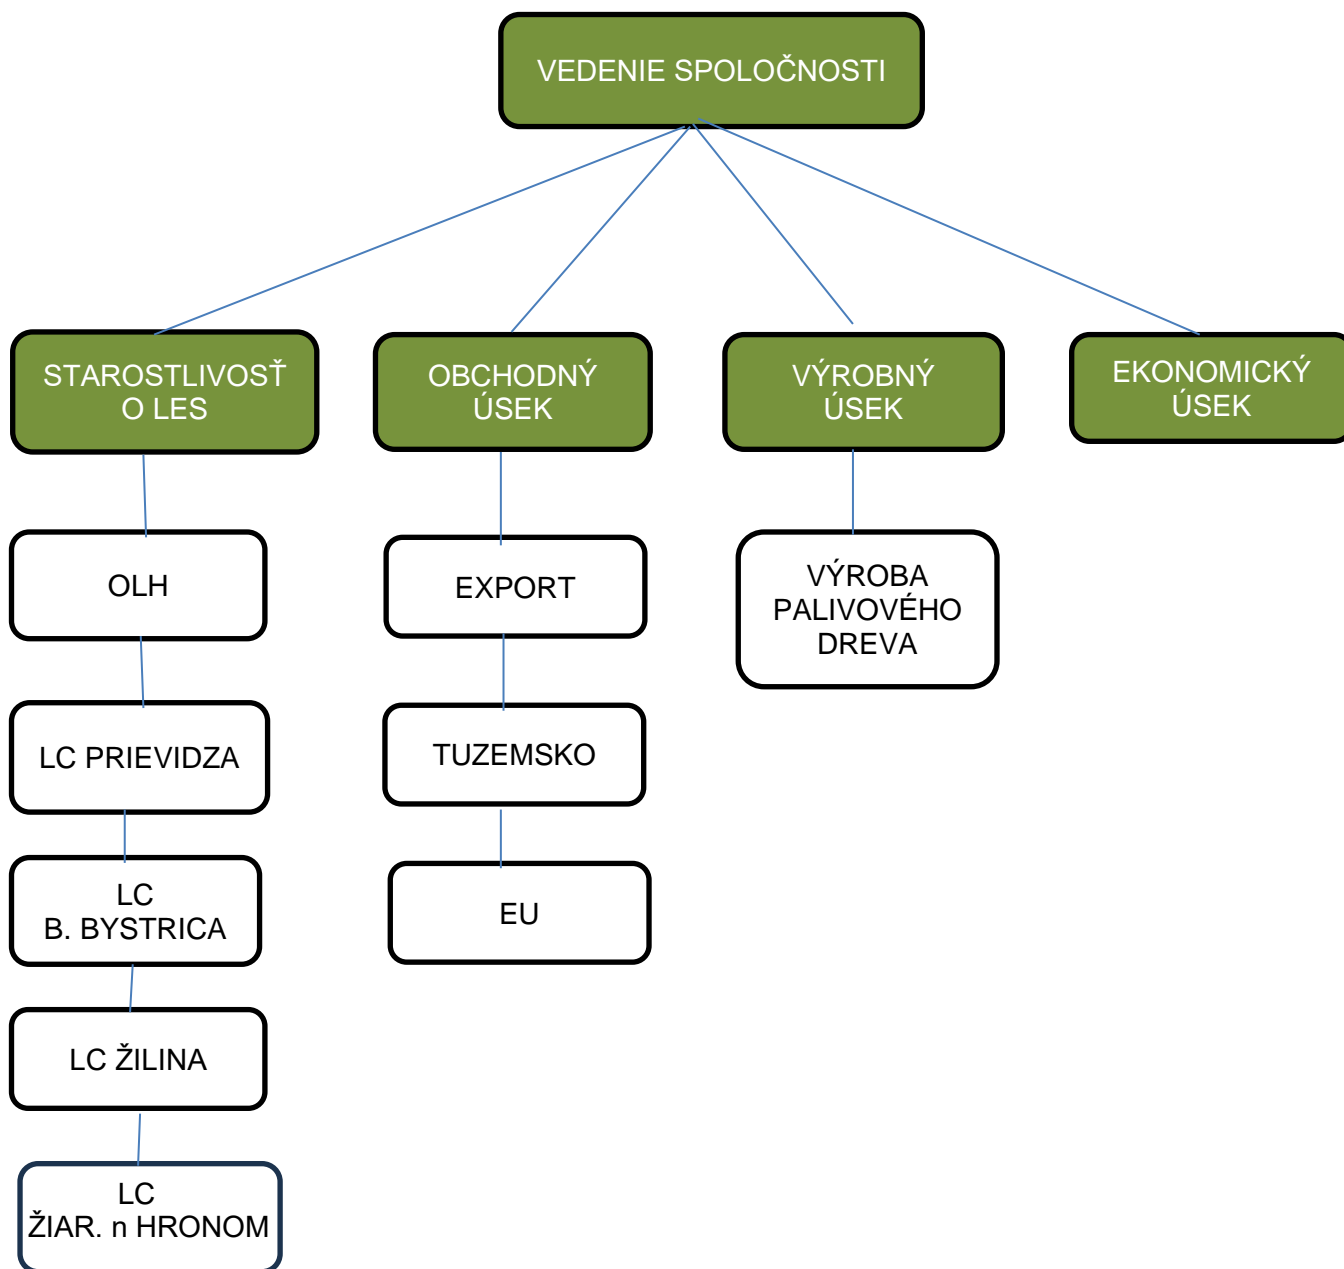 VEDENIE SPOLOČNOSTI
STAROSTLIVOSŤ
O LES
OBCHODNÝ
ÚSEK
VÝROBNÝ
ÚSEK
EKONOMICKÝ
ÚSEK
OLH
EXPORT
VÝROBA
PALIVOVÉHO
DREVA
LC PRIEVIDZA
TUZEMSKO
LC
B. BYSTRICA
EU
LC ŽILINA
LC
ŽIAR. n HRONOM